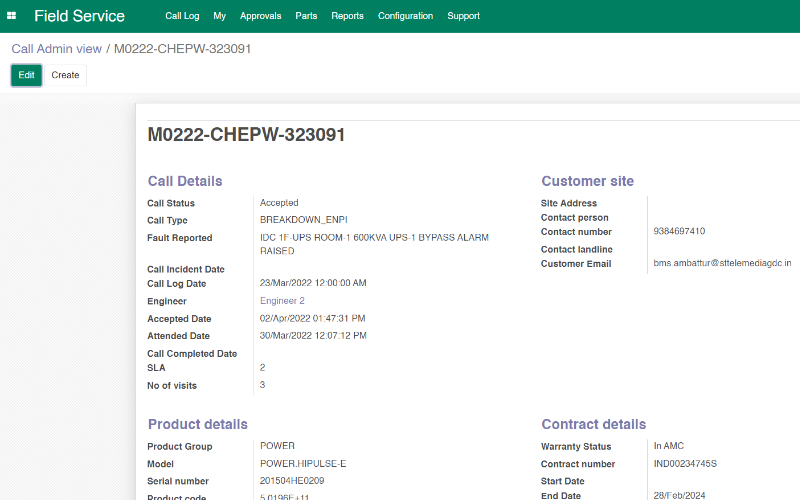 Field Service Call Log My Approvals Parts Reports Configuration Support
Call Admin view / M0222-CHEPW-323091
Edit Create
M0222-CHEPW-323091
Call Details
Call Status Accepted
Call Type BREAKDOWN_ENPI
Fault Reported IDC 1F-UPS ROOM-1 600KVA UPS-1 BYPASS ALARM
RAISED
Call Incident Date
Call Log Date 23/Mar/2022 12:00:00 AM
Engineer Engineer 2
Accepted Date 02/Apr/2022 01:47:31 PM
Attended Date 30/Mar/2022 12:07:12 PM
Call Completed Date
SLA 2
No of visits 3
Customer site
Site Address
Contact person
Contact number 9384697410
Contact landline
Customer Email bms.ambattur@sttelemediagdc.in
Product details
Product Group POWER
Model POWER.HIPULSE-E
Serial number 201504HE0209
Product code 5.0196E+11
Contract details
Warranty Status In AMC
Contract number IND00234745S
Start Date
End Date 28/Feb/2024